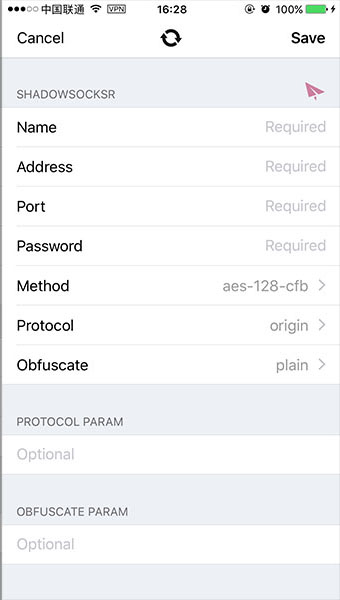 中国联通 VPN 16:28 100%
Cancel Save
SHADOWSOCKSR
Name Required
Address Required
Port Required
Password Required
Method aes-128-cfb
Protocol origin
Obfuscate plain
PROTOCOL PARAM
Optional
OBFUSCATE PARAM
Optional